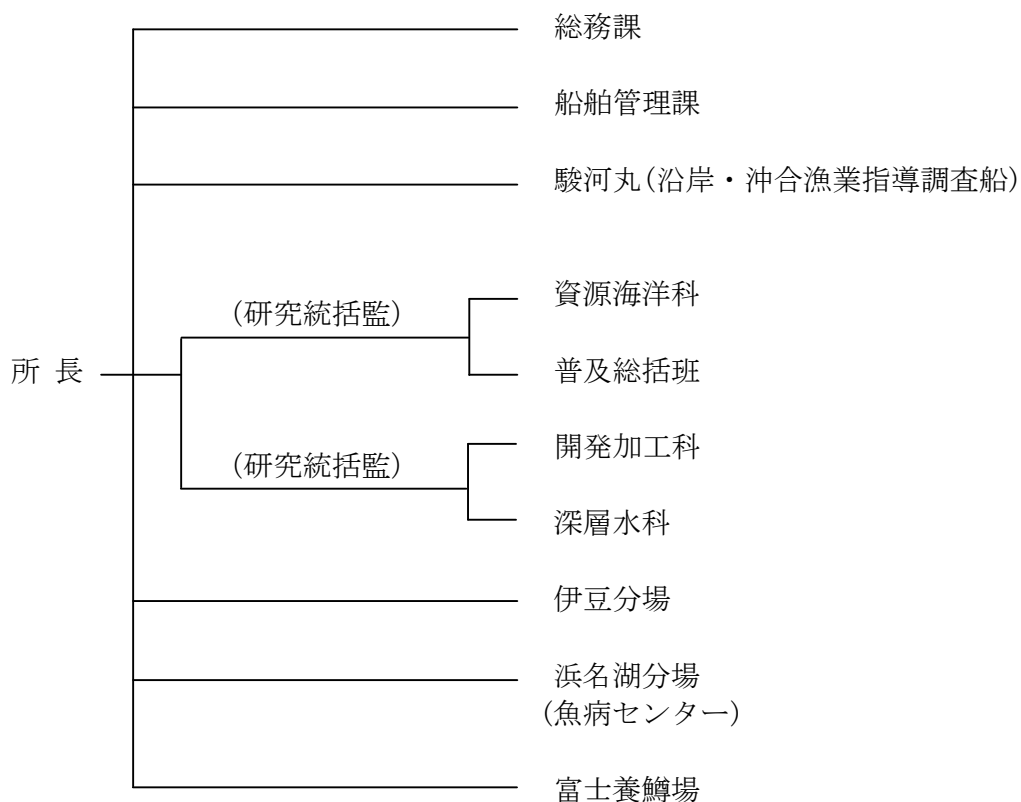 総務課
船舶管理課
駿河丸(沿岸・沖合漁業指導調査船)
資源海洋科
(研究統括監)
所 長
普及総括班
開発加工科
(研究統括監)
深層水科
伊豆分場
浜名湖分場
(魚病センター)
富士養鱒場